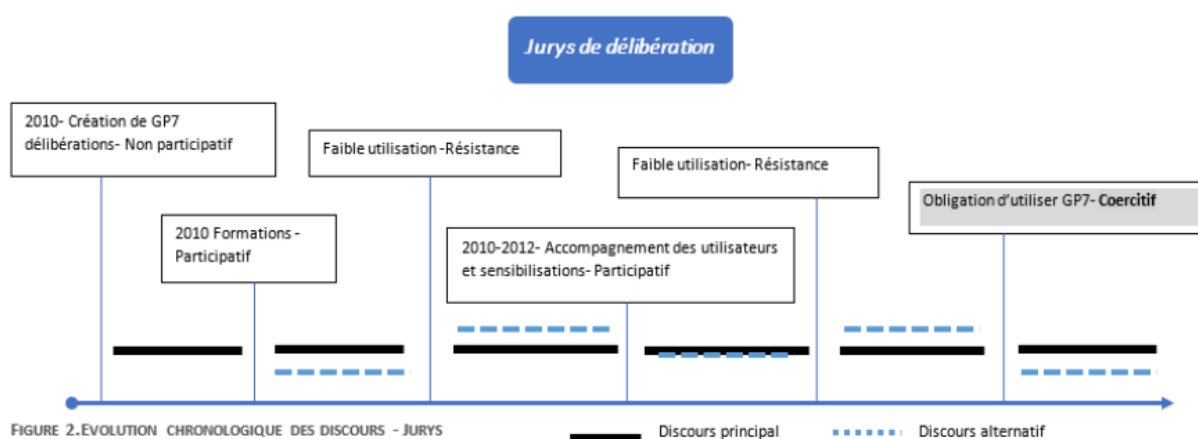 Jurys de délibération
2010- Création de GP7
délibérations- Non participatif
Faible utilisation -Résistance
Faible utilisation- Résistance
Obligation d'utiliser GP7- Coercitif
2010 Formations -
Participatif
2010-2012- Accompagnement des utilisateurs
et sensibilisations- Participatif
FIGURE 2.EVOLUTION CHRONOLOGIQUE DES DISCOURS - JURYS
Discours principal
Discours alternatif